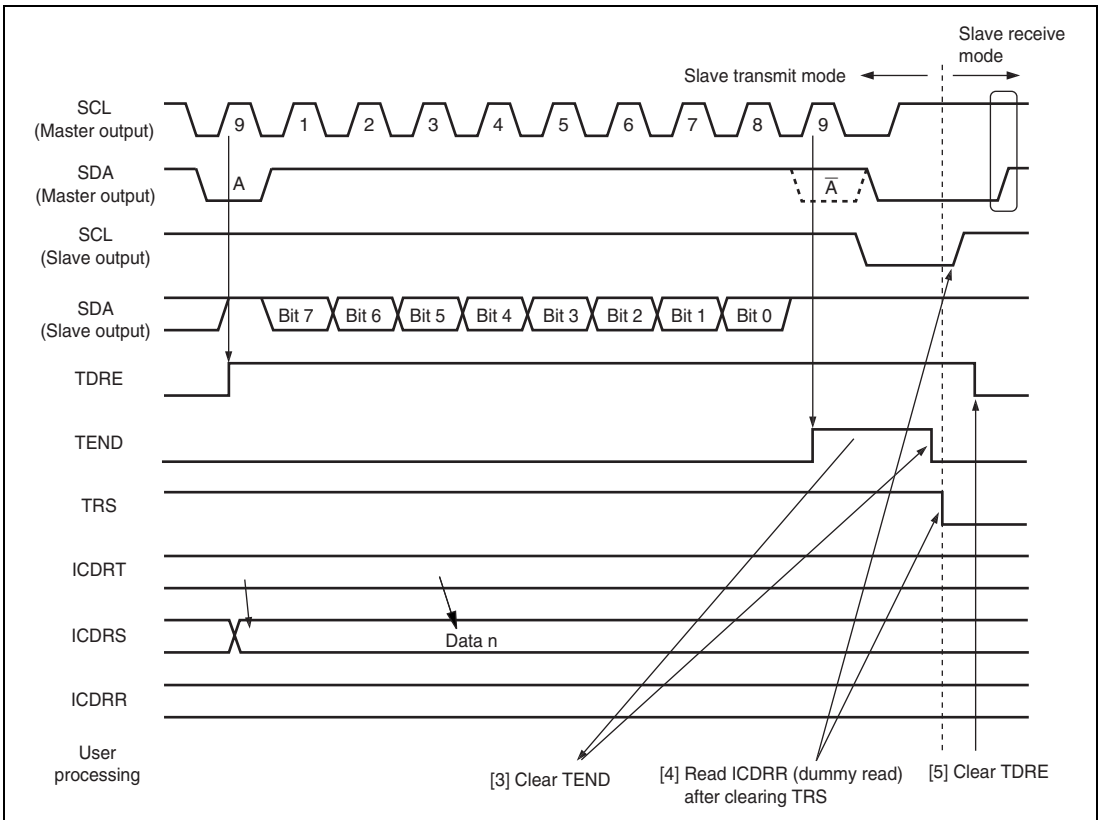 Slave receive
mode
Slave transmit mode
SCL
(Master output)
9 1 2 3 4 5 6 7 8 9
SDA
(Master output)
A A̅
SCL
(Slave output)
SDA
(Slave output)
Bit 7 Bit 6 Bit 5 Bit 4 Bit 3 Bit 2 Bit 1 Bit 0
TDRE
TEND
TRS
ICDRT
ICDRS
Data n
ICDRR
User
processing
[3] Clear TEND
[4] Read ICDRR (dummy read)
after clearing TRS
[5] Clear TDRE